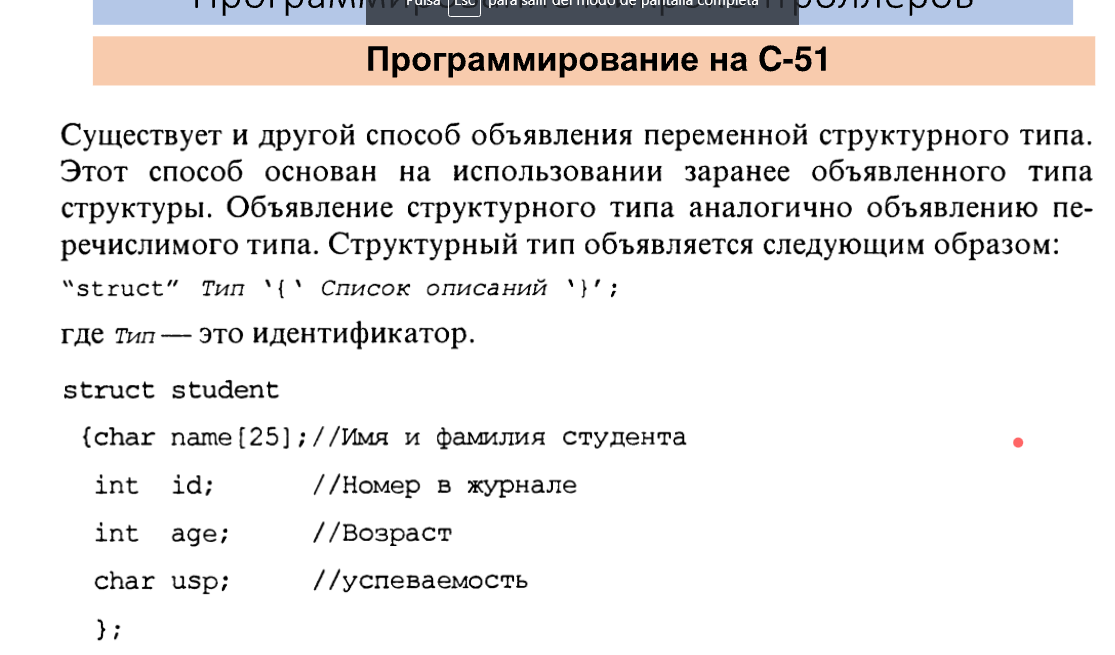 Программирование микроконтроллеров
Pulsa Esc para salir del modo de pantalla completa
Программирование на С-51
Существует и другой способ объявления переменной структурного типа.
Этот способ основан на использовании заранее объявленного типа
структуры. Объявление структурного типа аналогично объявлению пе-
речислимого типа. Структурный тип объявляется следующим образом:
“struct” Тип ‘{‘ Список описаний ‘}’;
где Тип — это идентификатор.
struct student
{char name[25];//Имя и фамилия студента
int id; //Номер в журнале
int age; //Возраст
char usp; //успеваемость
};